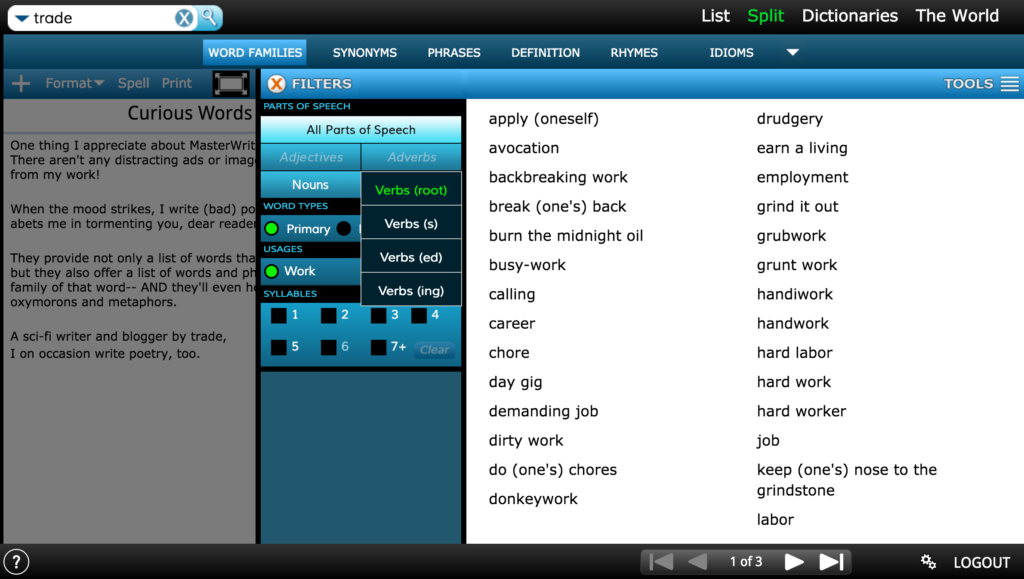 trade
List Split Dictionaries The World
WORD FAMILIES SYNONYMS PHRASES DEFINITION RHYMES IDIOMS
Format Spell Print
X FILTERS
TOOLS
Curious Words
One thing I appreciate about MasterWrit
There aren't any distracting ads or imag
from my work!
When the mood strikes, I write (bad) po
abets me in tormenting you, dear reade
They provide not only a list of words tha
but they also offer a list of words and ph
family of that word-- AND they'll even h
oxymorons and metaphors.
A sci-fi writer and blogger by trade,
I on occasion write poetry, too.
PARTS OF SPEECH
All Parts of Speech
Adjectives Adverbs
Nouns Verbs (root)
Verbs (s)
Verbs (ed)
Verbs (ing)
WORD TYPES
Primary
USAGES
Work
SYLLABLES
1 2 3 4
5 6 7+ Clear
apply (oneself)
avocation
backbreaking work
break (one's) back
burn the midnight oil
busy-work
calling
career
chore
day gig
demanding job
dirty work
do (one's) chores
donkeywork
drudgery
earn a living
employment
grind it out
grubwork
grunt work
handiwork
handwork
hard labor
hard work
hard worker
job
keep (one's) nose to the
grindstone
labor
? 1 of 3 LOGOUT